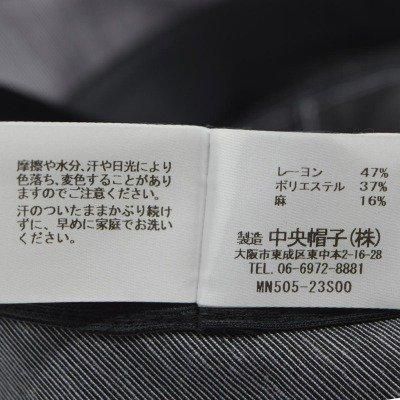 摩擦や水分、汗や日光により
色落ち、変色することがあり
ますのでご注意ください。
汗のついたままかぶり続け
ずに、早めに家庭でお洗い
ください。
レーヨン 47%
ポリエステル 37%
麻 16%
製造 中央帽子(株)
大阪市東成区東中本2-16-28
TEL. 06-6972-8881
MN505-23S00